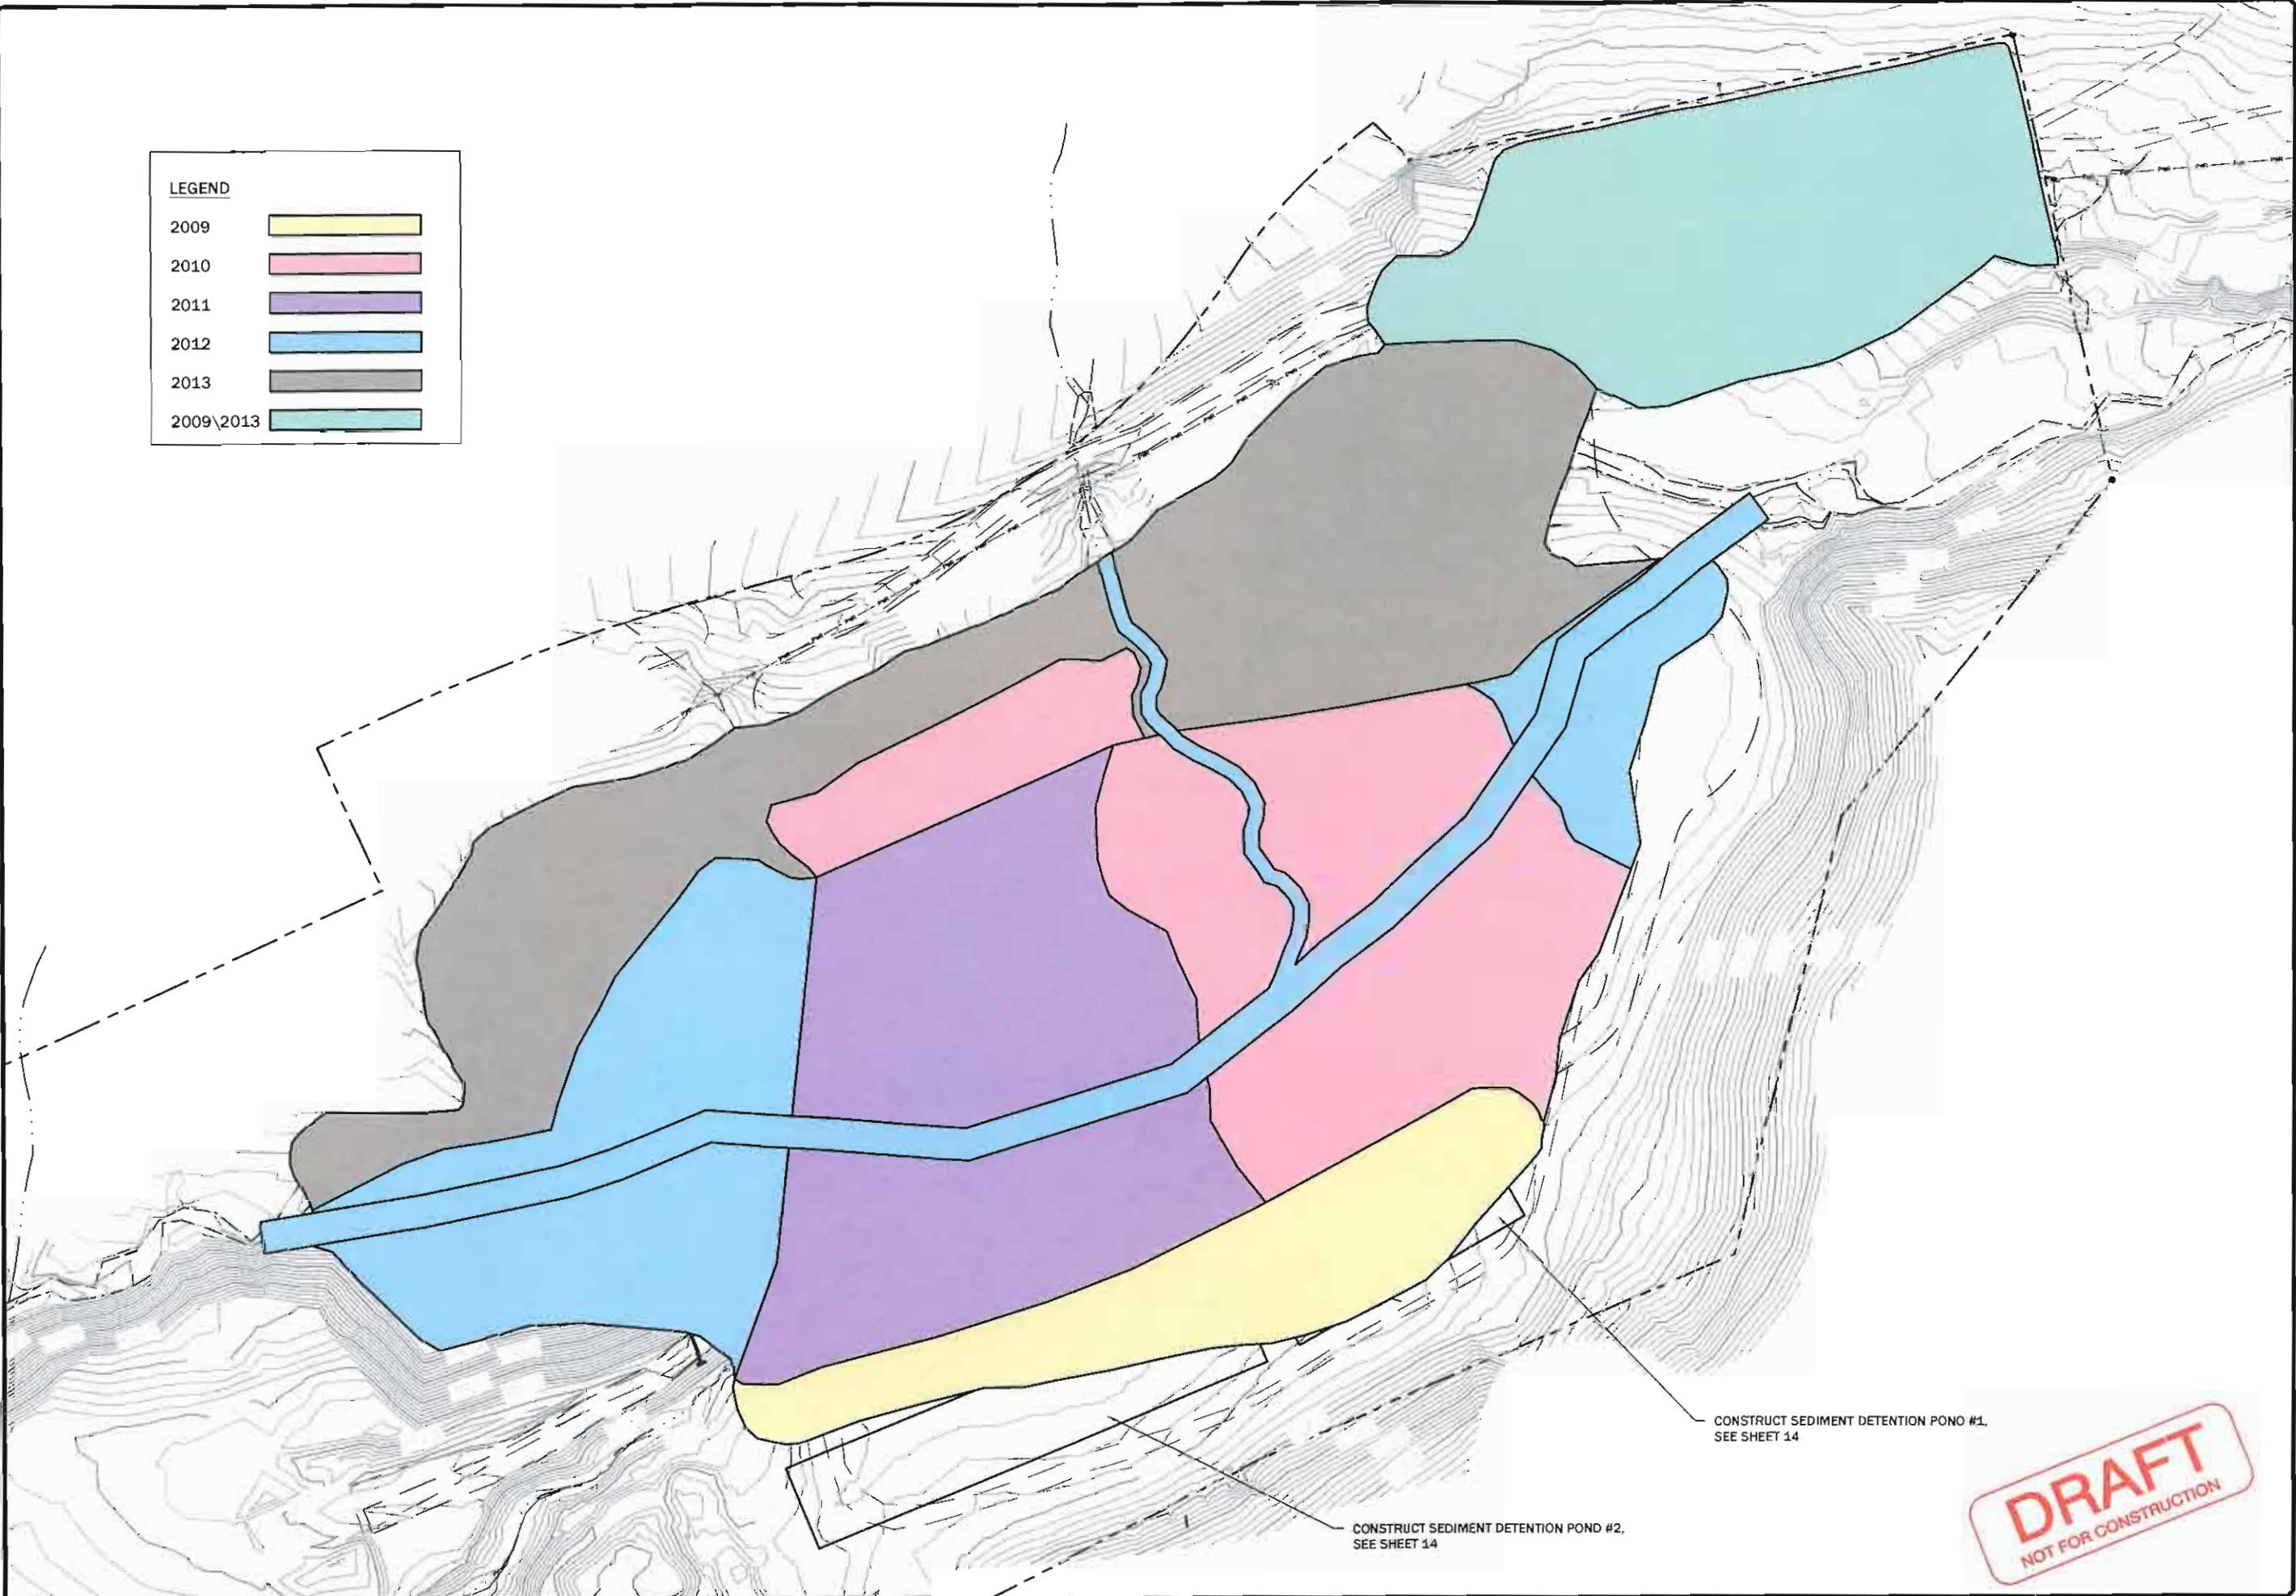 LEGEND
2009
2010
2011
2012
2013
2009\2013
CONSTRUCT SEDIMENT DETENTION POND #1,
SEE SHEET 14
CONSTRUCT SEDIMENT DETENTION POND #2,
SEE SHEET 14
DRAFT
NOT FOR CONSTRUCTION